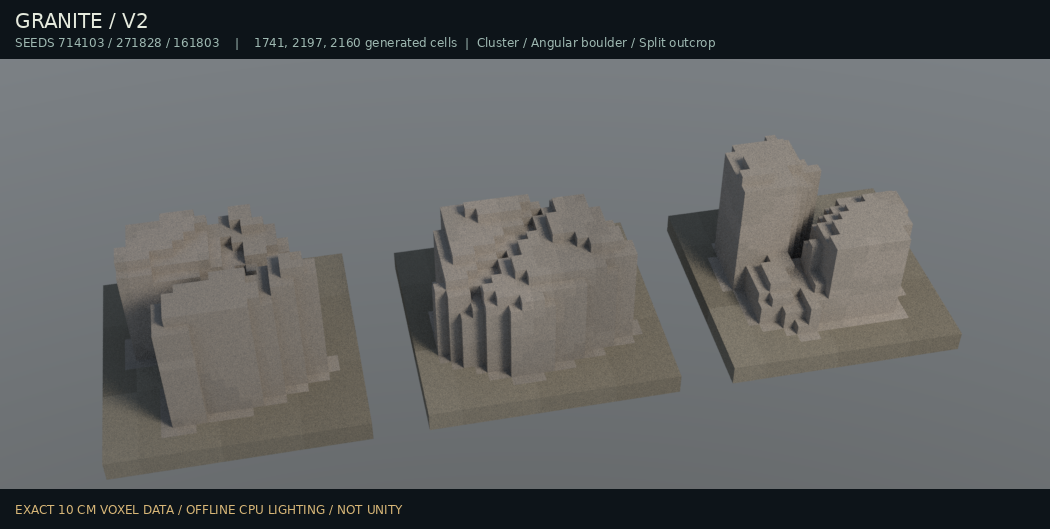 GRANITE / V2
SEEDS 714103 / 271828 / 161803 | 1741, 2197, 2160 generated cells | Cluster / Angular boulder / Split outcrop
EXACT 10 CM VOXEL DATA / OFFLINE CPU LIGHTING / NOT UNITY